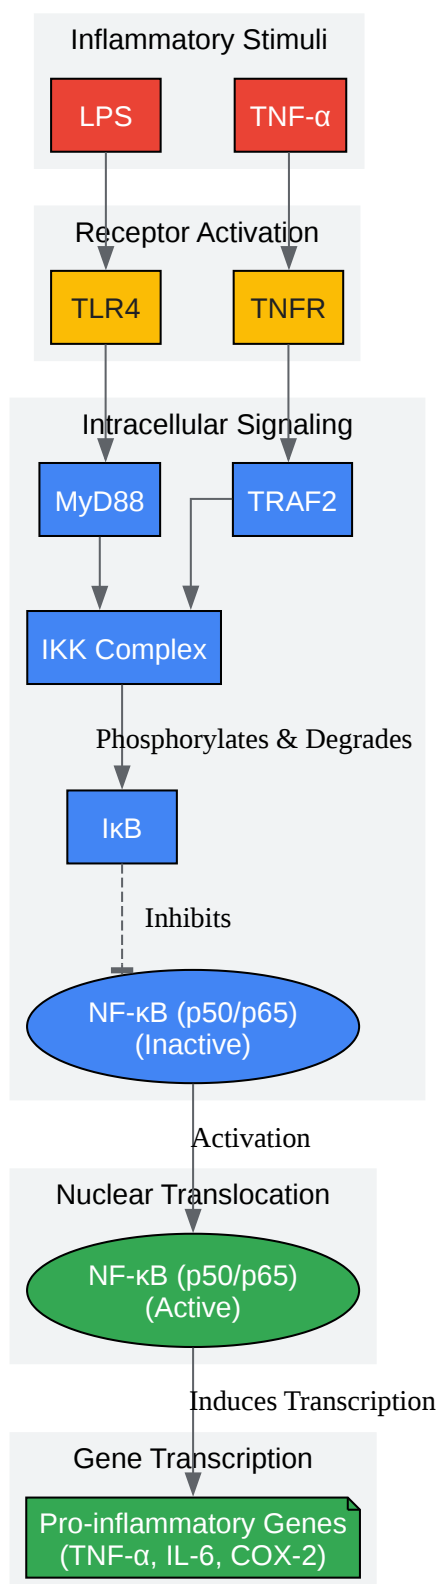 Inflammatory Stimuli
LPS
TNF-α
Receptor Activation
TLR4
TNFR
Intracellular Signaling
MyD88
TRAF2
IKK Complex
Phosphorylates & Degrades
IκB
Inhibits
NF-κB (p50/p65)
(Inactive)
Activation
Nuclear Translocation
NF-κB (p50/p65)
(Active)
Induces Transcription
Gene Transcription
Pro-inflammatory Genes
(TNF-α, IL-6, COX-2)